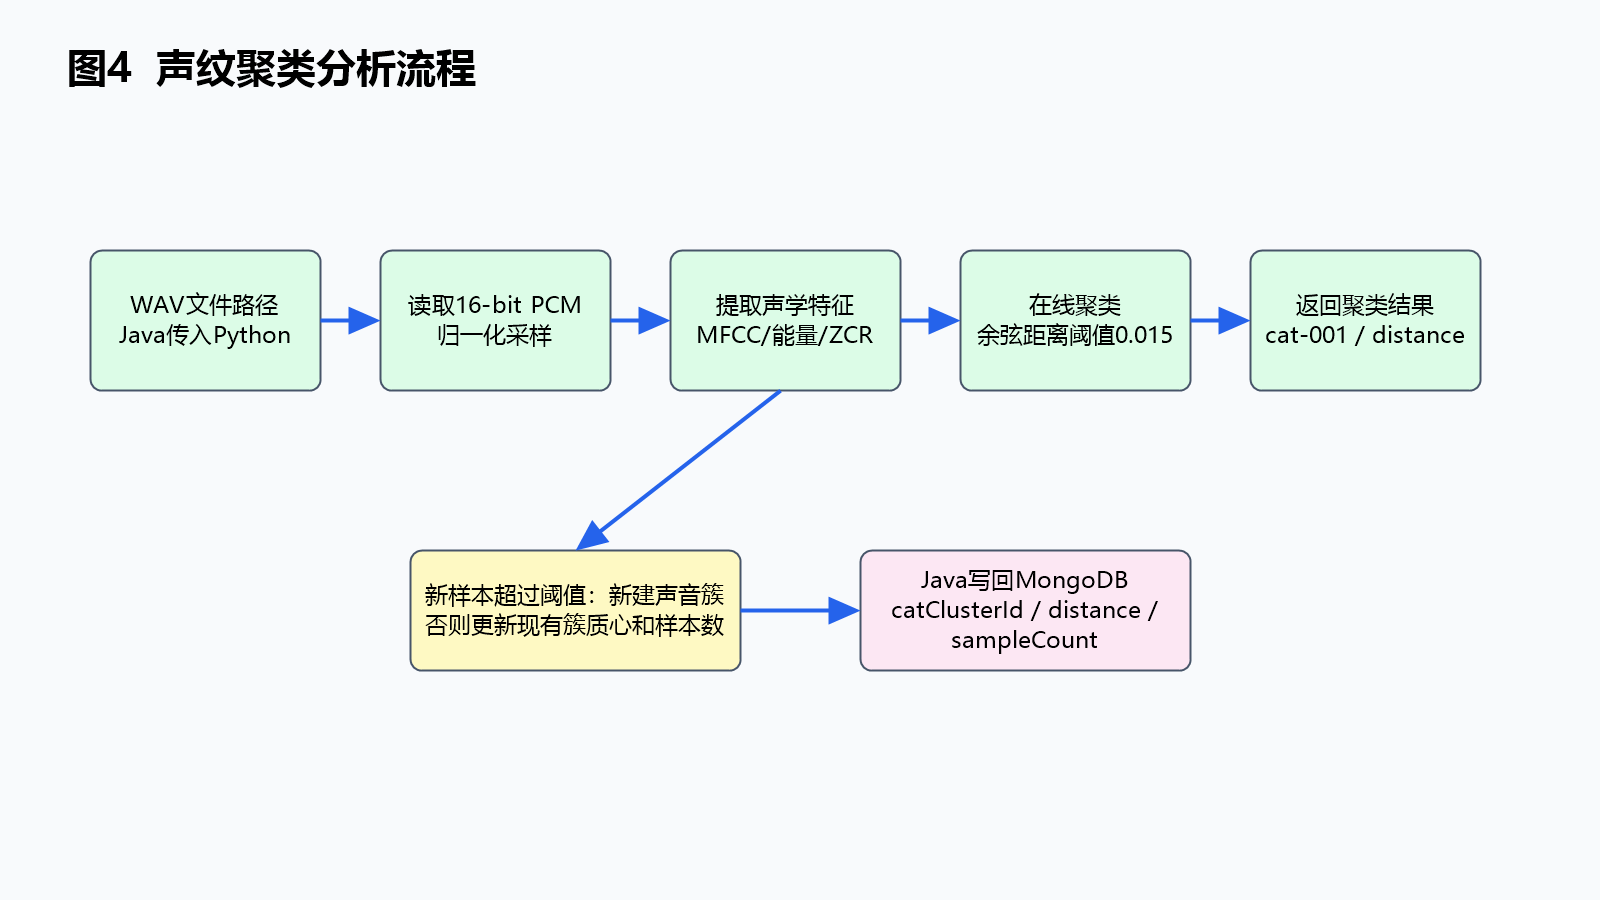 图4 声纹聚类分析流程
WAV文件路径
Java传入Python
读取16-bit PCM
归一化采样
提取声学特征
MFCC/能量/ZCR
在线聚类
余弦距离阈值0.015
返回聚类结果
cat-001 / distance
新样本超过阈值：新建声音簇
否则更新现有簇质心和样本数
Java写回MongoDB
catClusterId / distance /
sampleCount